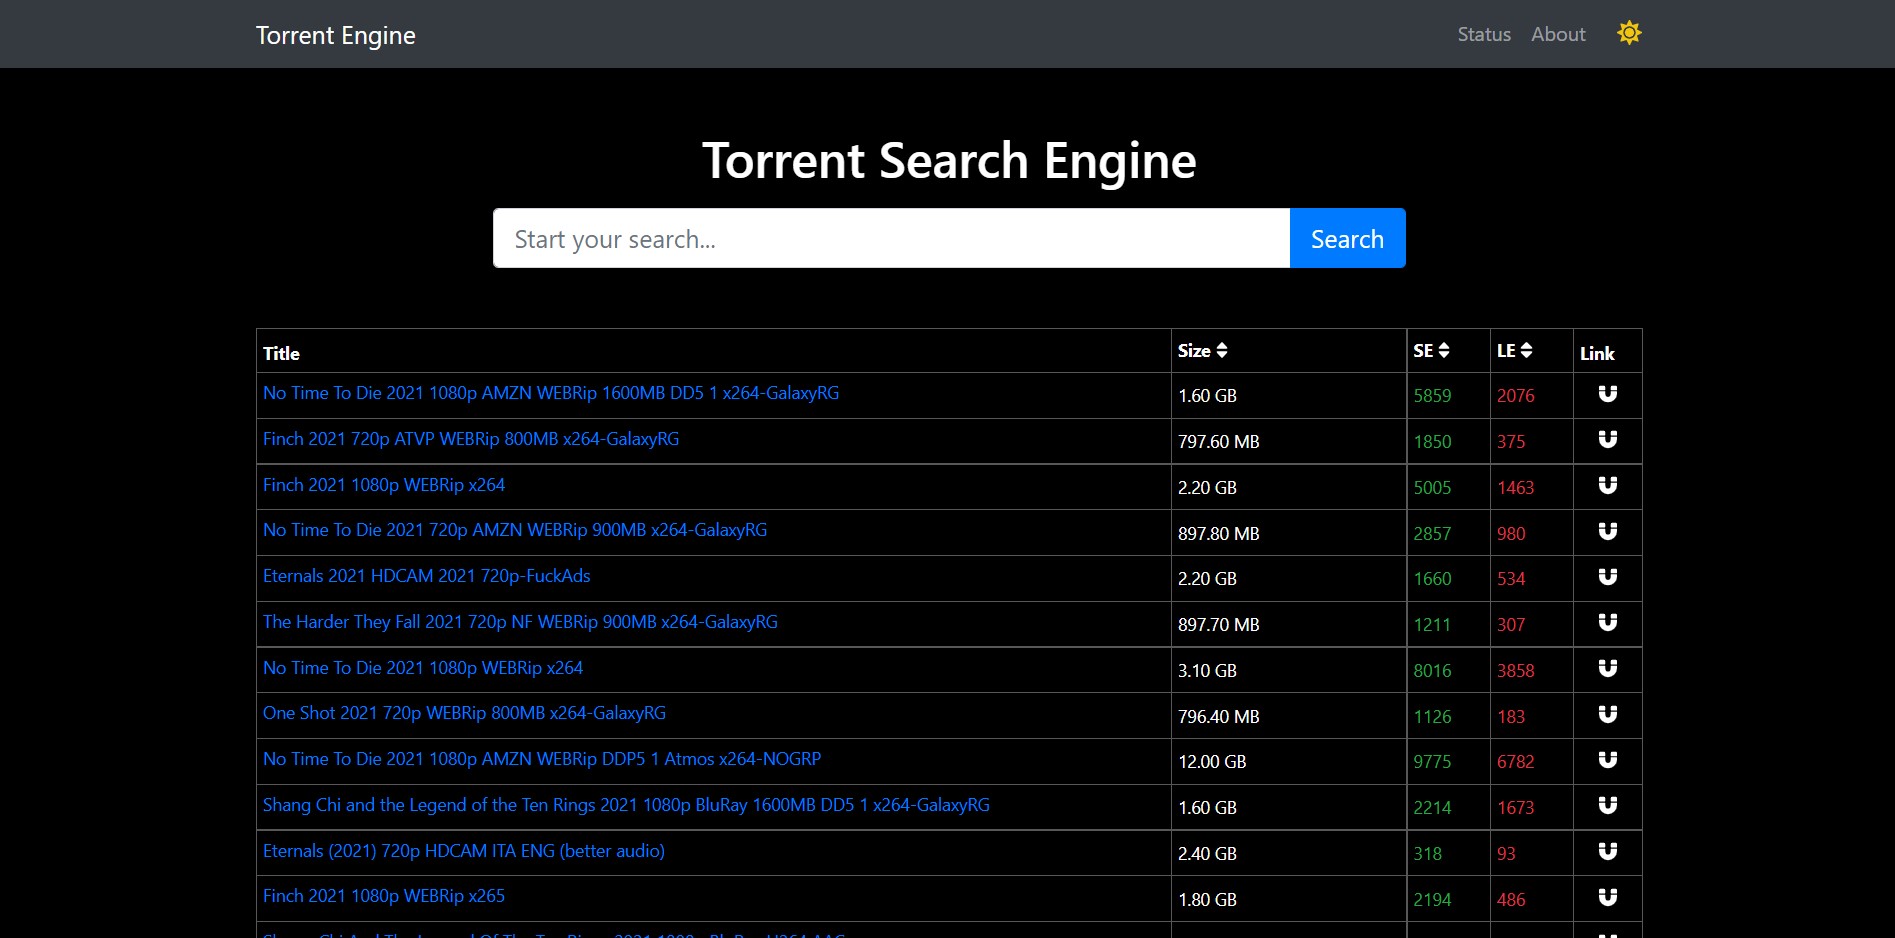 Torrent Engine Status About
Torrent Search Engine
Start your search... Search
Title Size SE LE Link
No Time To Die 2021 1080p AMZN WEBRip 1600MB DD5 1 x264-GalaxyRG 1.60 GB 5859 2076
Finch 2021 720p ATVP WEBRip 800MB x264-GalaxyRG 797.60 MB 1850 375
Finch 2021 1080p WEBRip x264 2.20 GB 5005 1463
No Time To Die 2021 720p AMZN WEBRip 900MB x264-GalaxyRG 897.80 MB 2857 980
Eternals 2021 HDCAM 2021 720p-FuckAds 2.20 GB 1660 534
The Harder They Fall 2021 720p NF WEBRip 900MB x264-GalaxyRG 897.70 MB 1211 307
No Time To Die 2021 1080p WEBRip x264 3.10 GB 8016 3858
One Shot 2021 720p WEBRip 800MB x264-GalaxyRG 796.40 MB 1126 183
No Time To Die 2021 1080p AMZN WEBRip DDP5 1 Atmos x264-NOGRP 12.00 GB 9775 6782
Shang Chi and the Legend of the Ten Rings 2021 1080p BluRay 1600MB DD5 1 x264-GalaxyRG 1.60 GB 2214 1673
Eternals (2021) 720p HDCAM ITA ENG (better audio) 2.40 GB 318 93
Finch 2021 1080p WEBRip x265 1.80 GB 2194 486